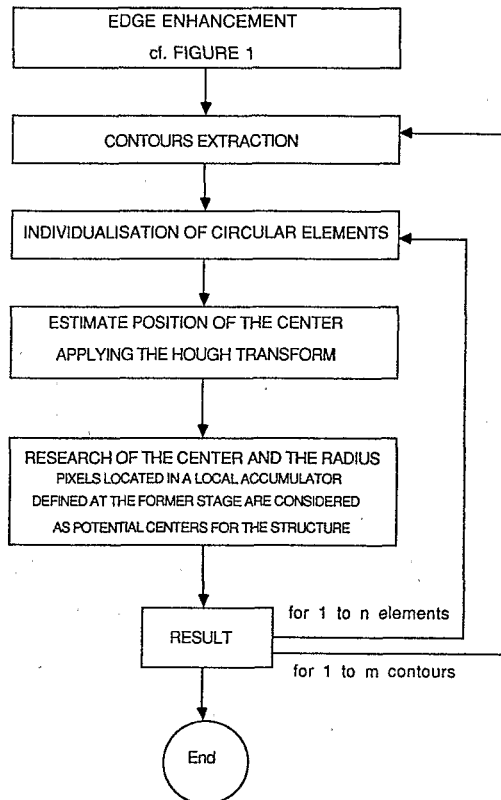 EDGE ENHANCEMENT
cf. FIGURE 1
CONTOURS EXTRACTION
INDIVIDUALISATION OF CIRCULAR ELEMENTS
ESTIMATE POSITION OF THE CENTER
APPLYING THE HOUGH TRANSFORM
RESEARCH OF THE CENTER AND THE RADIUS
PIXELS LOCATED IN A LOCAL ACCUMULATOR
DEFINED AT THE FORMER STAGE ARE CONSIDERED
AS POTENTIAL CENTERS FOR THE STRUCTURE
for 1 to n elements
RESULT
for 1 to m contours
End